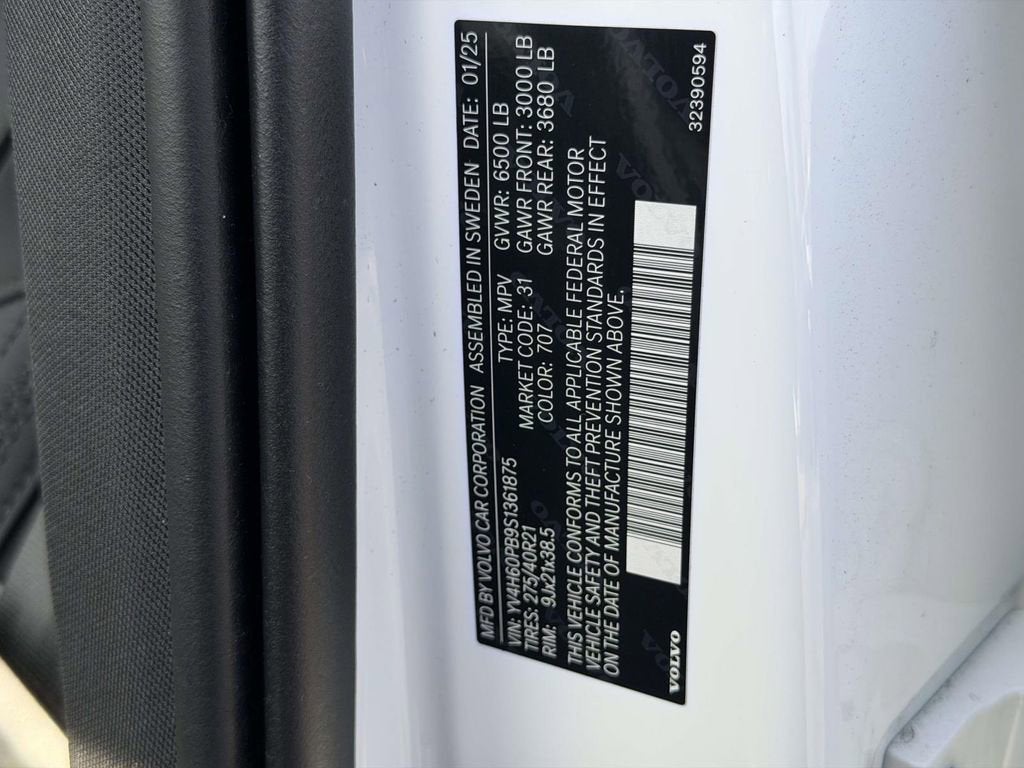 MFD BY VOLVO CAR CORPORATION ASSEMBLED IN SWEDEN DATE: 01/25
VIN: YV4H60PB9S1361875 TYPE: MPV GVWR: 6500 LB
TIRES: 275/40R21 MARKET CODE: 31 GAWR FRONT: 3000 LB
RIM: 9Jx21x38.5 COLOR: 707 GAWR REAR: 3680 LB
THIS VEHICLE CONFORMS TO ALL APPLICABLE FEDERAL MOTOR
VEHICLE SAFETY AND THEFT PREVENTION STANDARDS IN EFFECT
ON THE DATE OF MANUFACTURE SHOWN ABOVE.
VOLVO 32390594